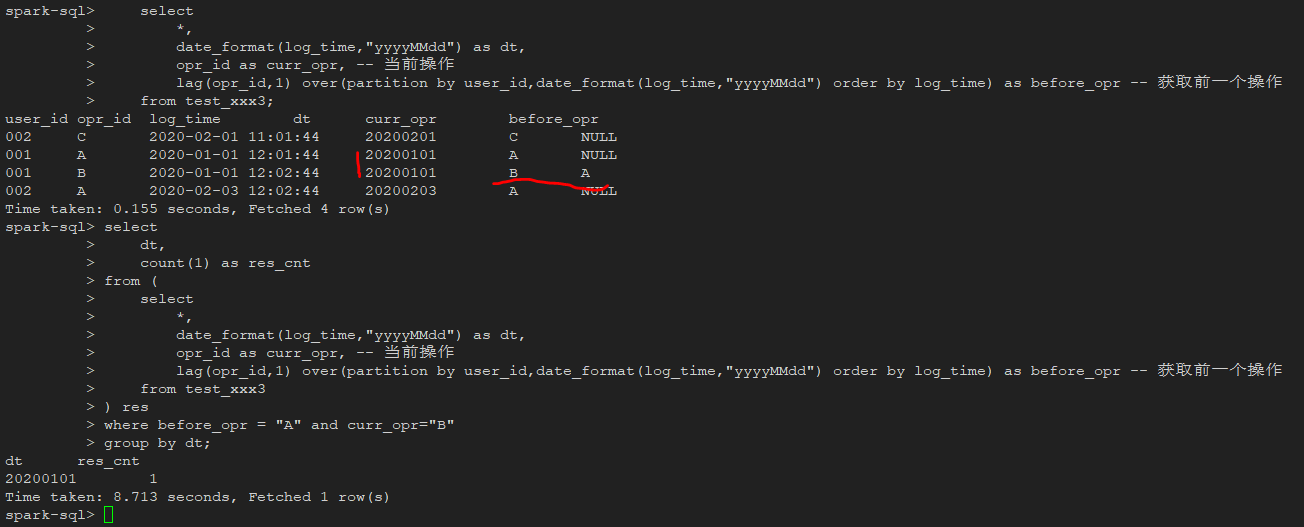 spark-sql>     select
         >         *,
         >         date_format(log_time,"yyyyMMdd") as dt,
         >         opr_id as curr_opr, -- 当前操作
         >         lag(opr_id,1) over(partition by user_id,date_format(log_time,"yyyyMMdd") order by log_time) as before_opr -- 获取前一个操作
         >     from test_xxx3;
user_id opr_id  log_time        dt      curr_opr        before_opr
002     C       2020-02-01 11:01:44     20200201        C       NULL
001     A       2020-01-01 12:01:44     20200101        A       NULL
001     B       2020-01-01 12:02:44     20200101        B       A
002     A       2020-02-03 12:02:44     20200203        A       NULL
Time taken: 0.155 seconds, Fetched 4 row(s)
spark-sql> select
         >     dt,
         >     count(1) as res_cnt
         > from (
         >     select
         >         *,
         >         date_format(log_time,"yyyyMMdd") as dt,
         >         opr_id as curr_opr, -- 当前操作
         >         lag(opr_id,1) over(partition by user_id,date_format(log_time,"yyyyMMdd") order by log_time) as before_opr -- 获取前一个操作
         >     from test_xxx3
         > ) res
         > where before_opr = "A" and curr_opr="B"
         > group by dt;
dt      res_cnt
20200101        1
Time taken: 8.713 seconds, Fetched 1 row(s)
spark-sql>